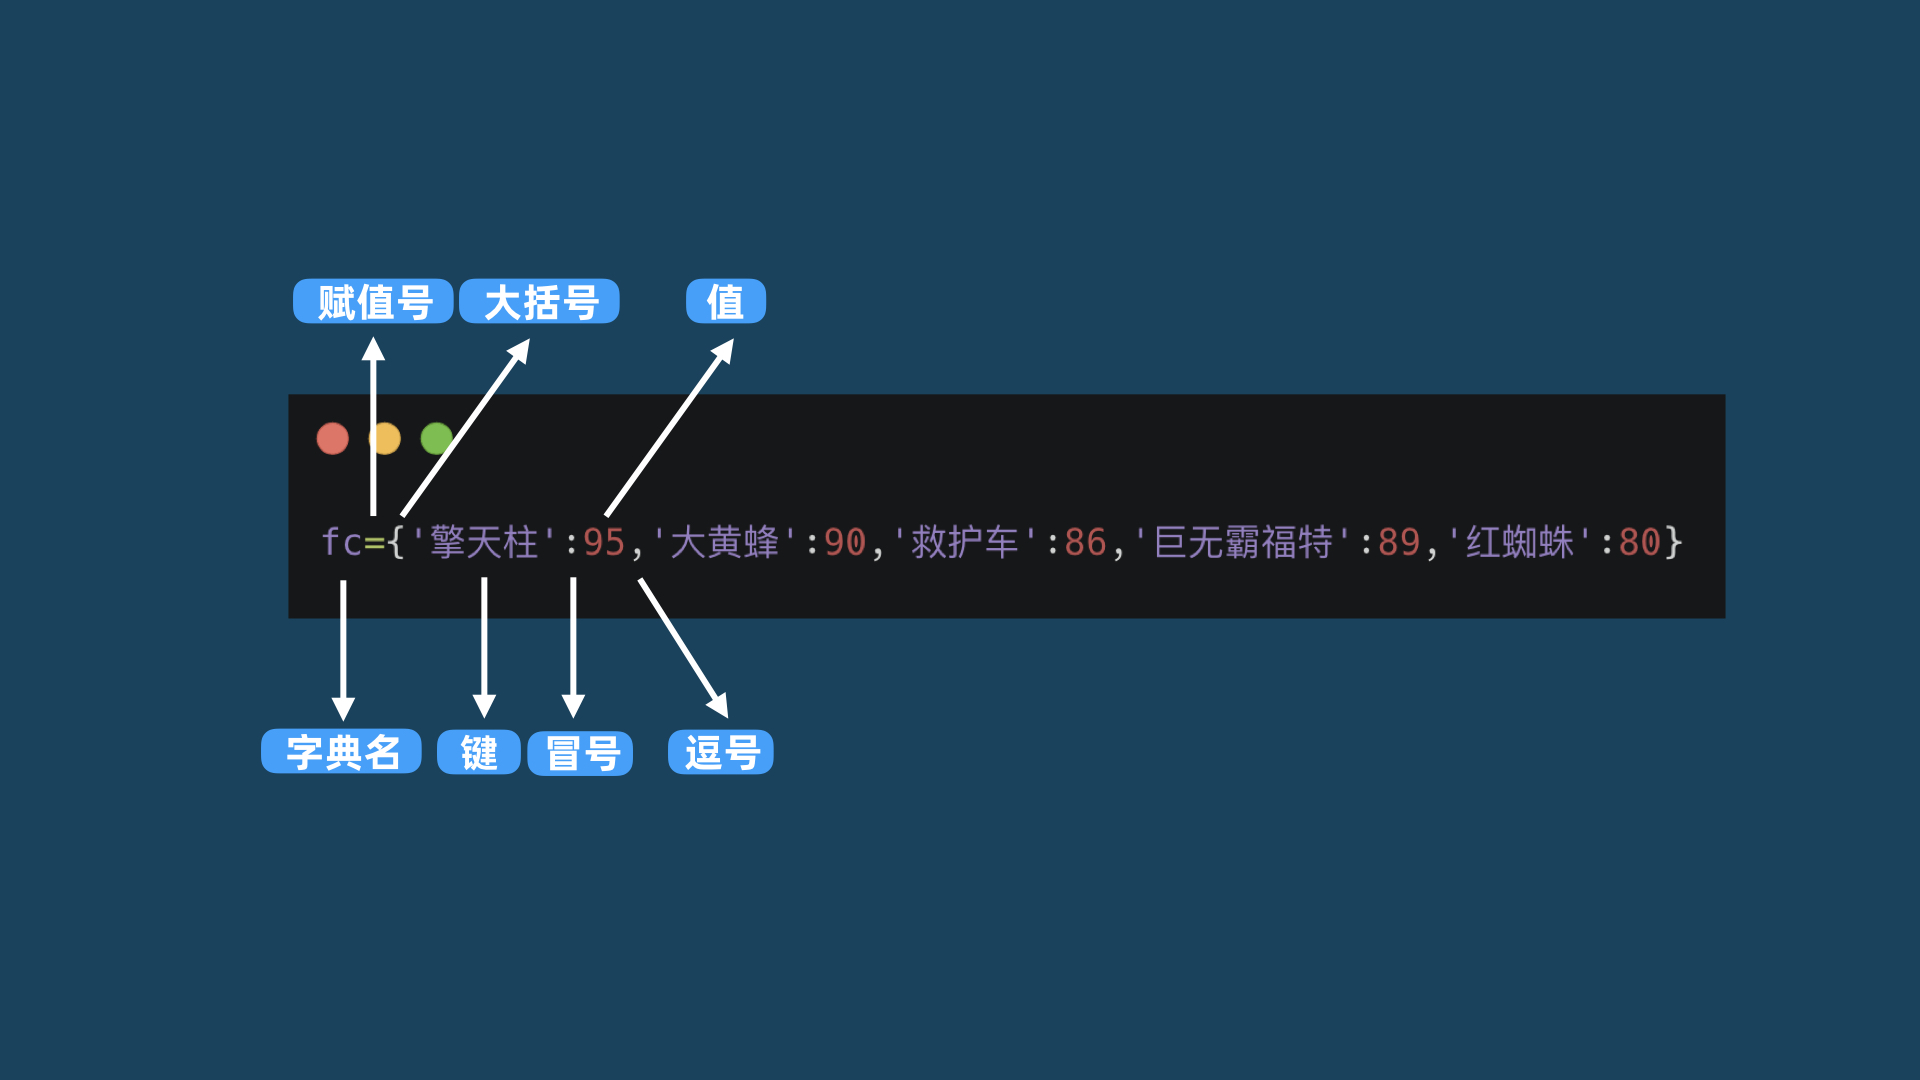 赋值号 大括号 值
fc={'擎天柱':95,'大黄蜂':90,'救护车':86,'巨无霸福特':89,'红蜘蛛':80}
字典名 键 冒号 逗号